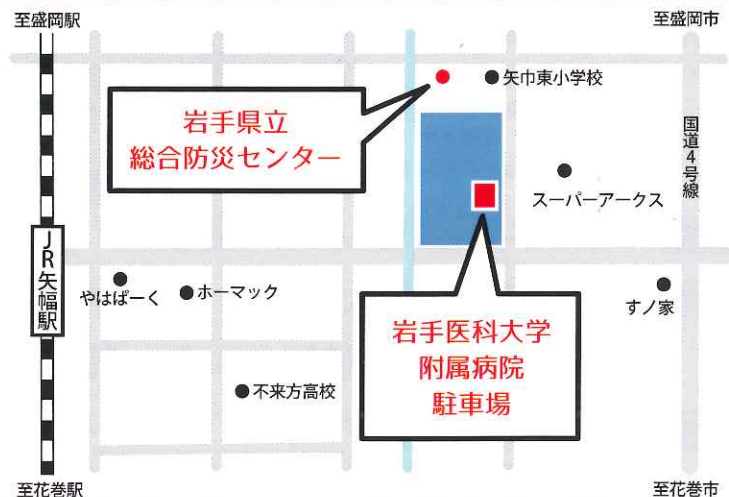 至盛岡駅
至盛岡市
矢巾東小学校
岩手県立
総合防災センター
国道4号線
スーパーアークス
JR矢幅駅
やはぱーく
ホーマック
すノ家
岩手医科大学
附属病院
駐車場
不来方高校
至花巻駅
至花巻市